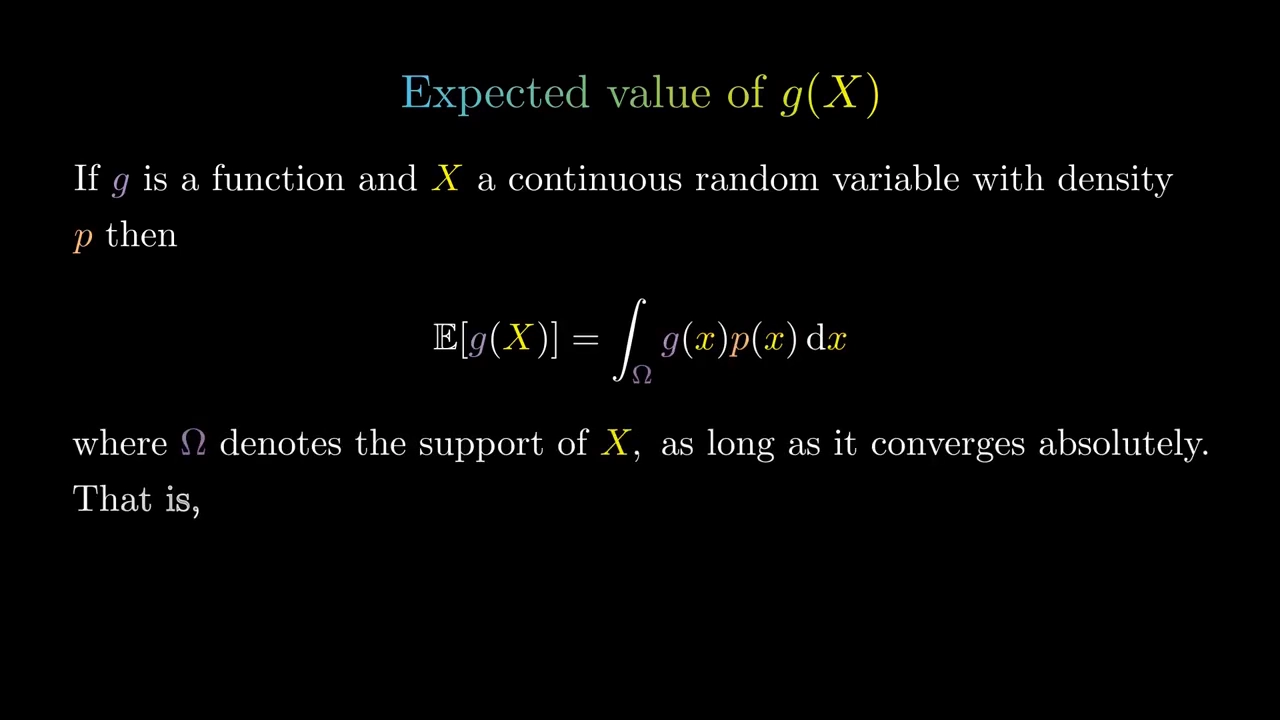 Expected value of g(X)
If g is a function and X a continuous random variable with density
p then
𝔼[g(X)] = ∫_Ω g(x)p(x) dx
where Ω denotes the support of X, as long as it converges absolutely.
That is,